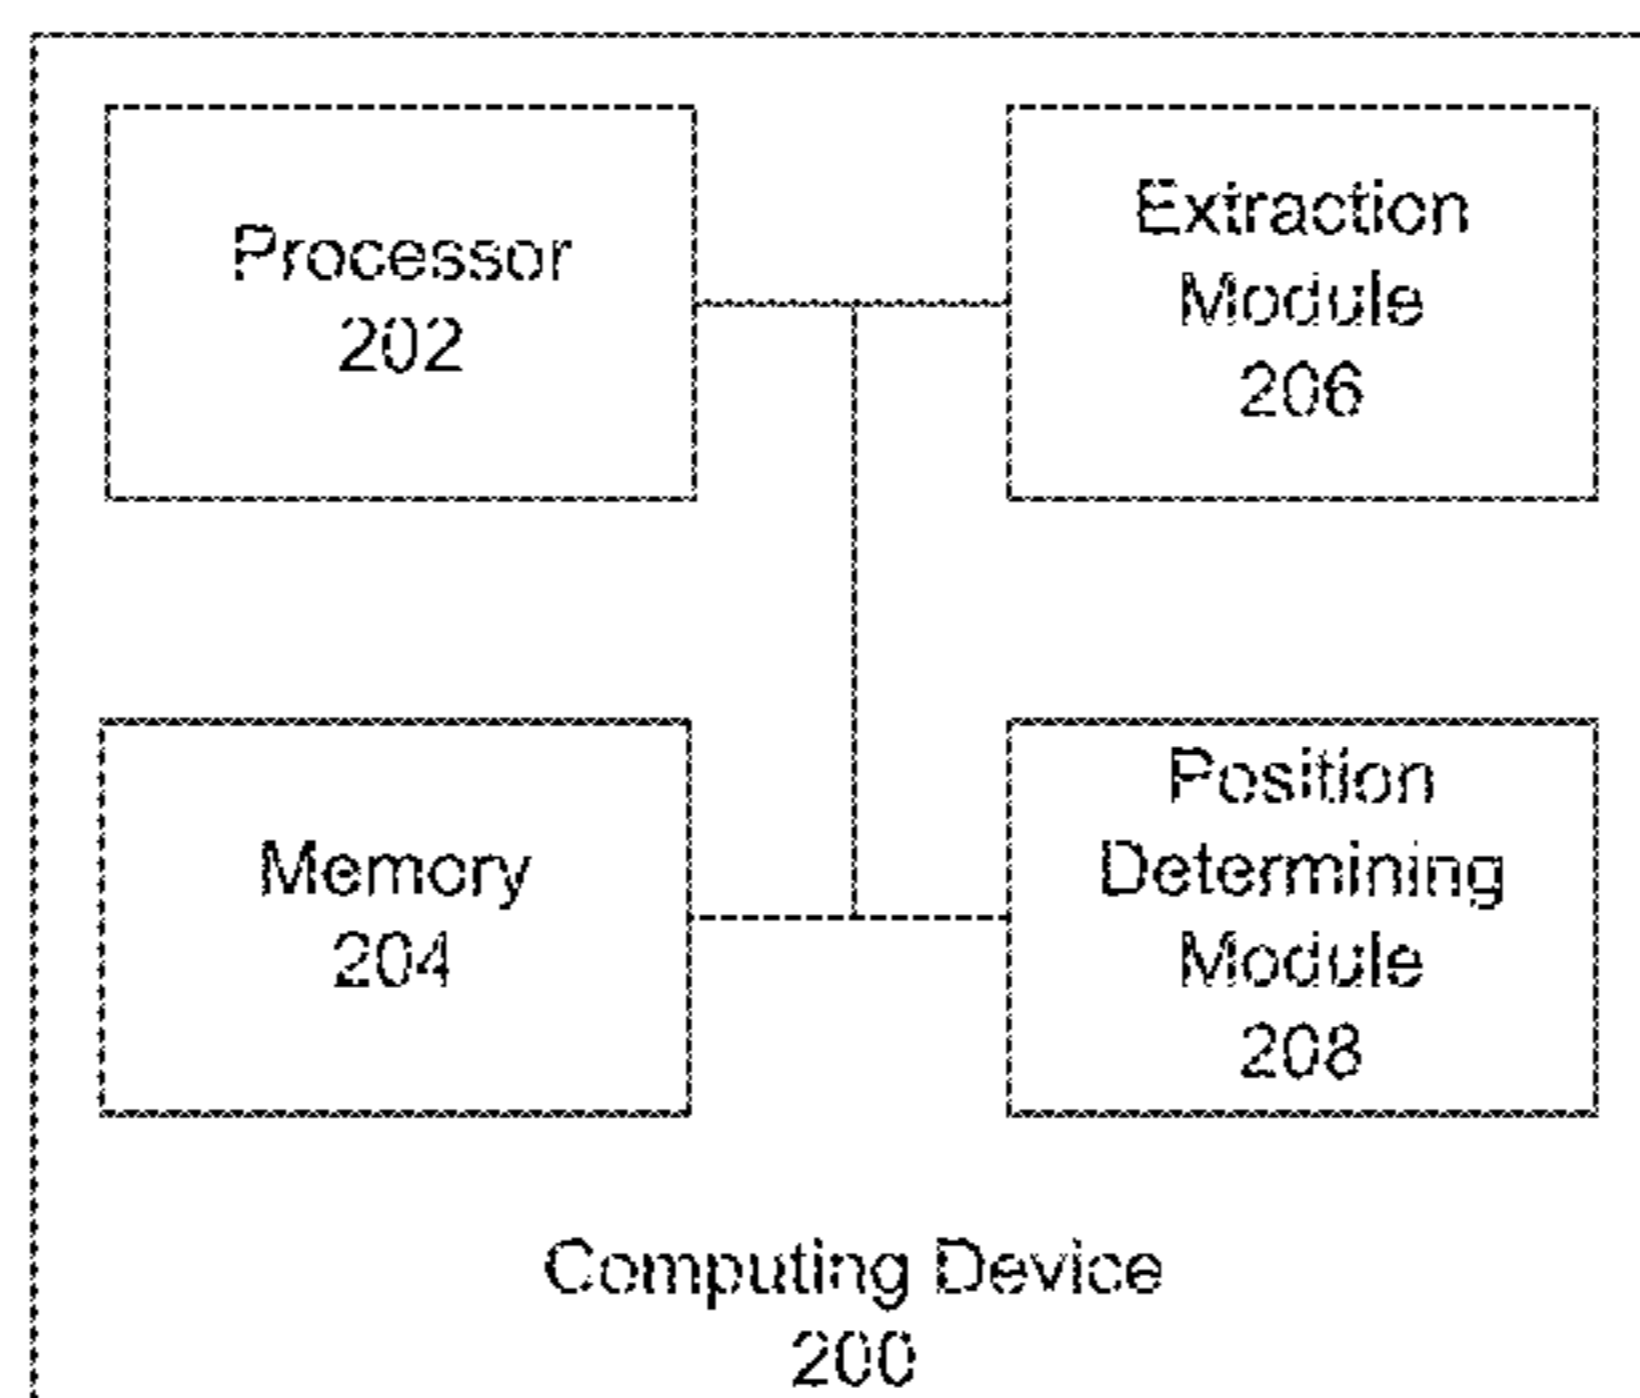 Processor
202
Extraction
Module
206
Memory
204
Position
Determining
Module
208
Computing Device
200